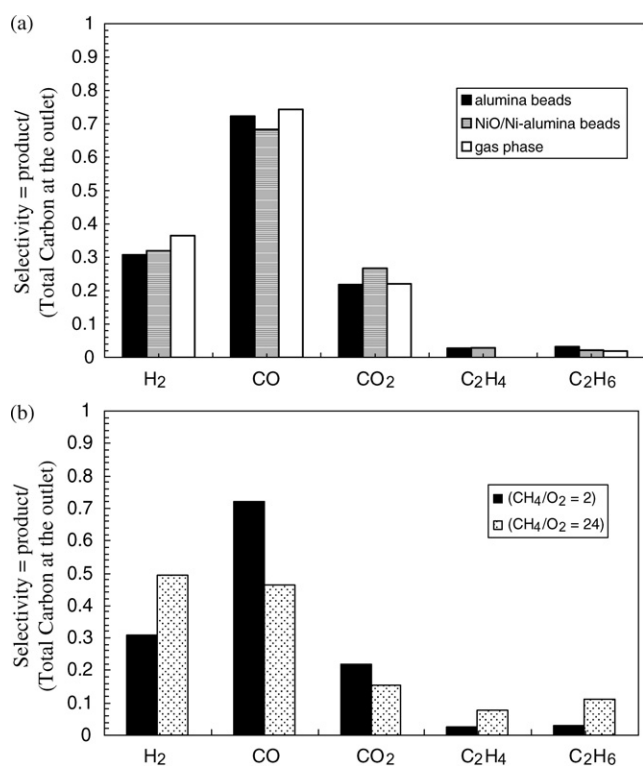 (a)
Selectivity = product/
(Total Carbon at the outlet)
1
0.9
0.8
0.7
0.6
0.5
0.4
0.3
0.2
0.1
0
alumina beads
NiO/Ni-alumina beads
gas phase
H2 CO CO2 C2H4 C2H6
(b)
Selectivity = product/
(Total Carbon at the outlet)
1
0.9
0.8
0.7
0.6
0.5
0.4
0.3
0.2
0.1
0
(CH4/O2 = 2)
(CH4/O2 = 24)
H2 CO CO2 C2H4 C2H6